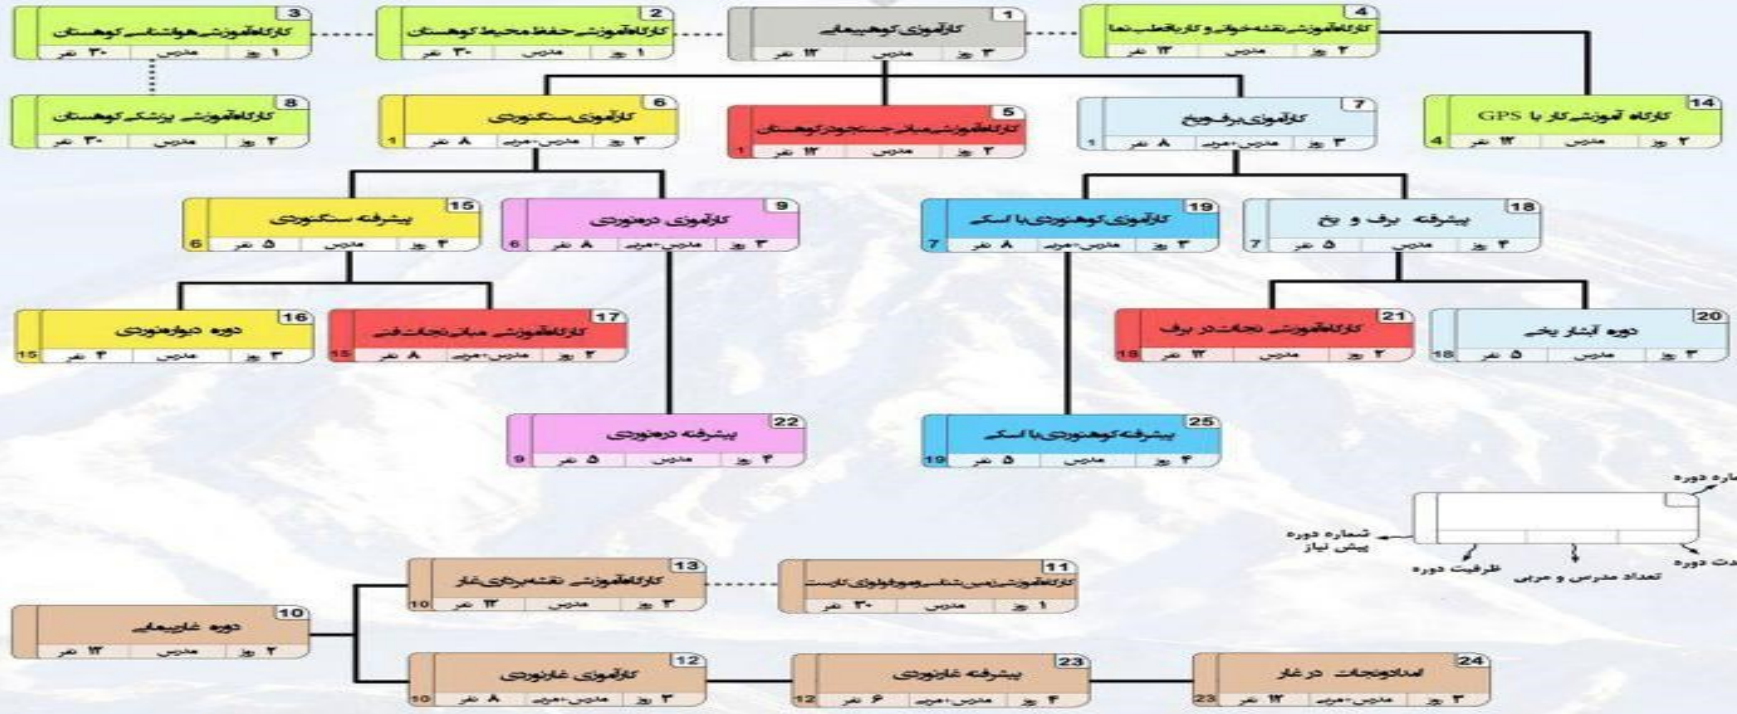 3
کارگاه آموزشی هواشناسی کوهستان
۱ روز مدرس ۳۰ نفر
2
کارگاه آموزشی حفظ محیط کوهستان
۱ روز مدرس ۳۰ نفر
1
کارآموزی کوهپیمایی
۳ روز مدرس ۱۲ نفر
4
کارگاه آموزشی نقشه خوانی و کار با قطب نما
۲ روز مدرس ۱۲ نفر
8
کارگاه آموزشی پزشکی کوهستان
۲ روز مدرس ۳۰ نفر
6
کارآموزی سنگنوردی
۳ روز مدرس-مربی ۸ نفر 1
5
کارگاه آموزشی مبانی جستجو در کوهستان
۲ روز مدرس ۱۲ نفر 1
7
کارآموزی برف و یخ
۳ روز مدرس-مربی ۸ نفر 1
14
کارگاه آموزشی کار با GPS
۲ روز مدرس ۱۲ نفر 4
15
پیشرفته سنگنوردی
۴ روز مدرس ۵ نفر 6
9
کارآموزی دره‌نوردی
۳ روز مدرس-مربی ۸ نفر 6
19
کارآموزی کوهنوردی با اسکی
۳ روز مدرس-مربی ۸ نفر 7
18
پیشرفته برف و یخ
۴ روز مدرس ۵ نفر 7
16
دوره دیواره‌نوردی
۳ روز مدرس ۴ نفر 15
17
کارگاه آموزشی مبانی نجات فنی
۲ روز مدرس-مربی ۸ نفر 15
21
کارگاه آموزشی نجات در برف
۲ روز مدرس ۱۲ نفر 18
20
دوره آبشار یخی
۳ روز مدرس ۵ نفر 18
22
پیشرفته دره‌نوردی
۴ روز مدرس ۵ نفر 9
25
پیشرفته کوهنوردی با اسکی
۴ روز مدرس ۵ نفر 19
شماره دوره
پیش نیاز
ظرفیت دوره
تعداد مدرس و مربی
13
کارگاه آموزشی نقشه برداری غار
۳ روز مدرس ۱۲ نفر 10
11
کارگاه آموزشی زمین شناسی و مورفولوژی کارست
۱ روز مدرس ۳۰ نفر
10
دوره غارپیمایی
۲ روز مدرس ۱۲ نفر
12
کارآموزی غارنوردی
۳ روز مدرس-مربی ۸ نفر 10
23
پیشرفته غارنوردی
۴ روز مدرس-مربی ۶ نفر 12
24
امدادونجات در غار
۳ روز مدرس-مربی ۱۲ نفر 23